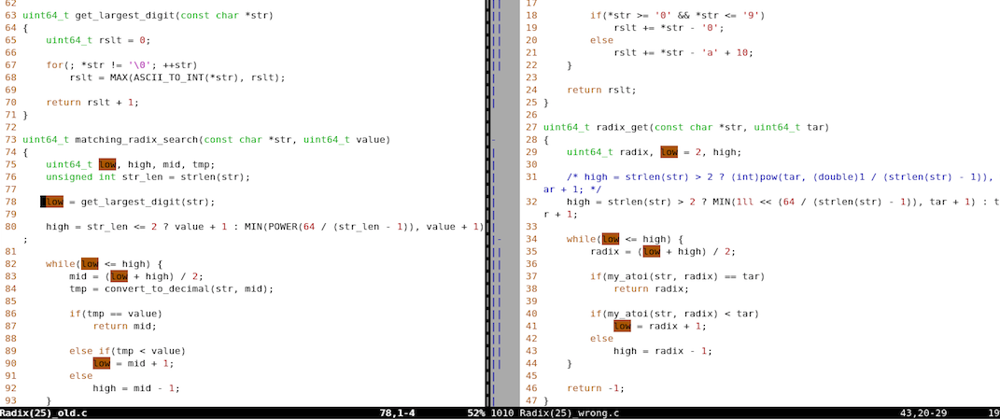 62
63 uint64_t get_largest_digit(const char *str)
64 {
65     uint64_t rslt = 0;
66
67     for(; *str != '\0'; ++str)
68         rslt = MAX(ASCII_TO_INT(*str), rslt);
69
70     return rslt + 1;
71 }
72
73 uint64_t matching_radix_search(const char *str, uint64_t value)
74 {
75     uint64_t low, high, mid, tmp;
76     unsigned int str_len = strlen(str);
77
78     low = get_largest_digit(str);
79
80     high = str_len <= 2 ? value + 1 : MIN(POWER(64 / (str_len - 1)), value + 1)
;
81
82     while(low <= high) {
83         mid = (low + high) / 2;
84         tmp = convert_to_decimal(str, mid);
85
86         if(tmp == value)
87             return mid;
88
89         else if(tmp < value)
90             low = mid + 1;
91         else
92             high = mid - 1;
93     }
Radix(25)_old.c 78,1-4 52%
17
18         if(*str >= '0' && *str <= '9')
19             rslt += *str - '0';
20         else
21             rslt += *str - 'a' + 10;
22     }
23
24     return rslt;
25 }
26
27 uint64_t radix_get(const char *str, uint64_t tar)
28 {
29     uint64_t radix, low = 2, high;
30
31     /* high = strlen(str) > 2 ? (int)pow(tar, (double)1 / (strlen(str) - 1)),
ar + 1; */
32     high = strlen(str) > 2 ? MIN(1ll << (64 / (strlen(str) - 1)), tar + 1) : t
r + 1;
33
34     while(low <= high) {
35         radix = (low + high) / 2;
36
37         if(my_atoi(str, radix) == tar)
38             return radix;
39
40         if(my_atoi(str, radix) < tar)
41             low = radix + 1;
42         else
43             high = radix - 1;
44     }
45
46     return -1;
47 }
1010 Radix(25)_wrong.c 43,20-29 19